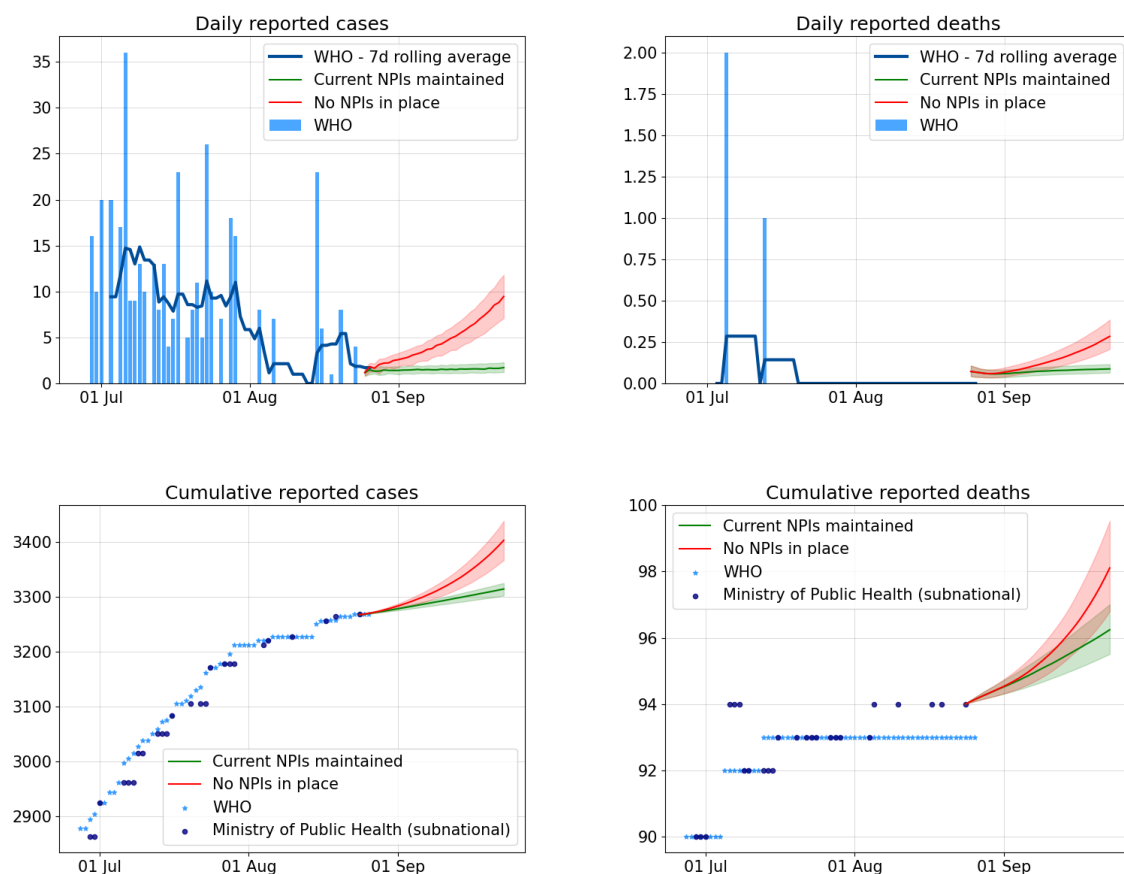 Daily reported cases
35
30
25
20
15
10
5
0
WHO - 7d rolling average
Current NPIs maintained
No NPIs in place
WHO
01 Jul
01 Aug
01 Sep
Daily reported deaths
2.00
1.75
1.50
1.25
1.00
0.75
0.50
0.25
0.00
WHO - 7d rolling average
Current NPIs maintained
No NPIs in place
WHO
01 Jul
01 Aug
01 Sep
Cumulative reported cases
3400
3300
3200
3100
3000
2900
Current NPIs maintained
No NPIs in place
WHO
Ministry of Public Health (subnational)
01 Jul
01 Aug
01 Sep
Cumulative reported deaths
100
98
96
94
92
90
Current NPIs maintained
No NPIs in place
WHO
Ministry of Public Health (subnational)
01 Jul
01 Aug
01 Sep